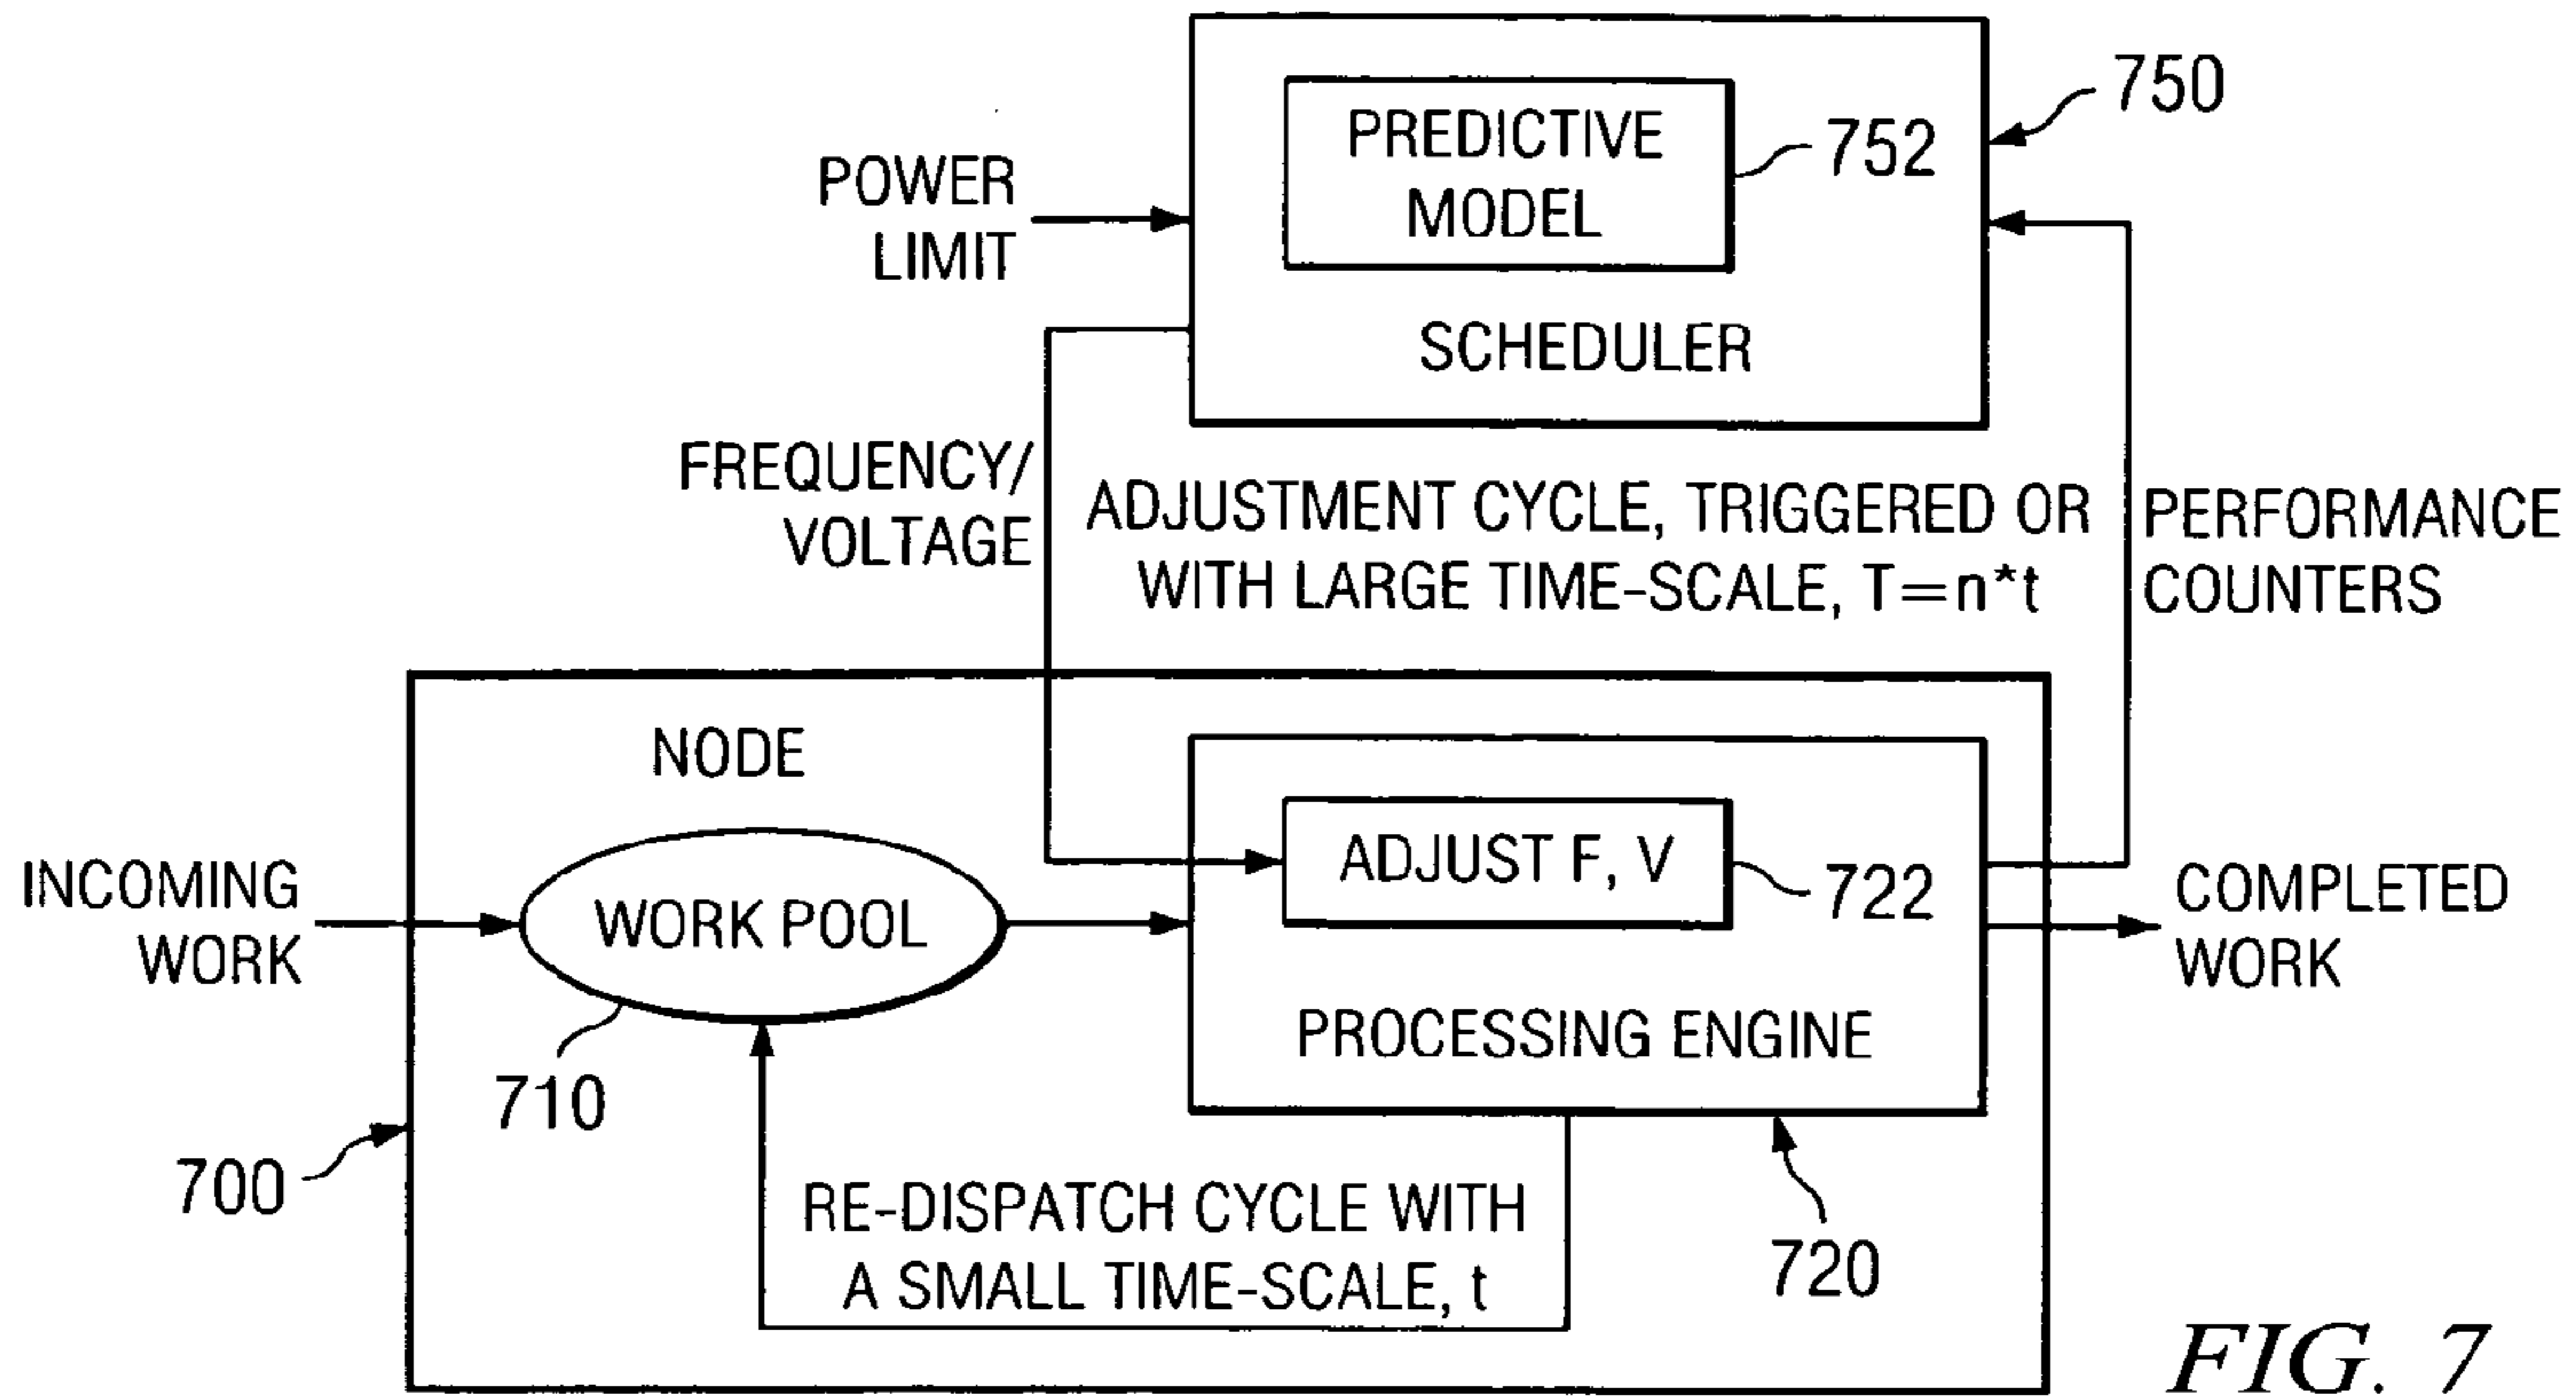 750
PREDICTIVE
MODEL
752
POWER
LIMIT
SCHEDULER
FREQUENCY/
VOLTAGE
ADJUSTMENT CYCLE, TRIGGERED OR
WITH LARGE TIME-SCALE, T=n*t
PERFORMANCE
COUNTERS
NODE
INCOMING
WORK
WORK POOL
ADJUST F, V
722
COMPLETED
WORK
PROCESSING ENGINE
710
700
RE-DISPATCH CYCLE WITH
A SMALL TIME-SCALE, t
720
FIG. 7